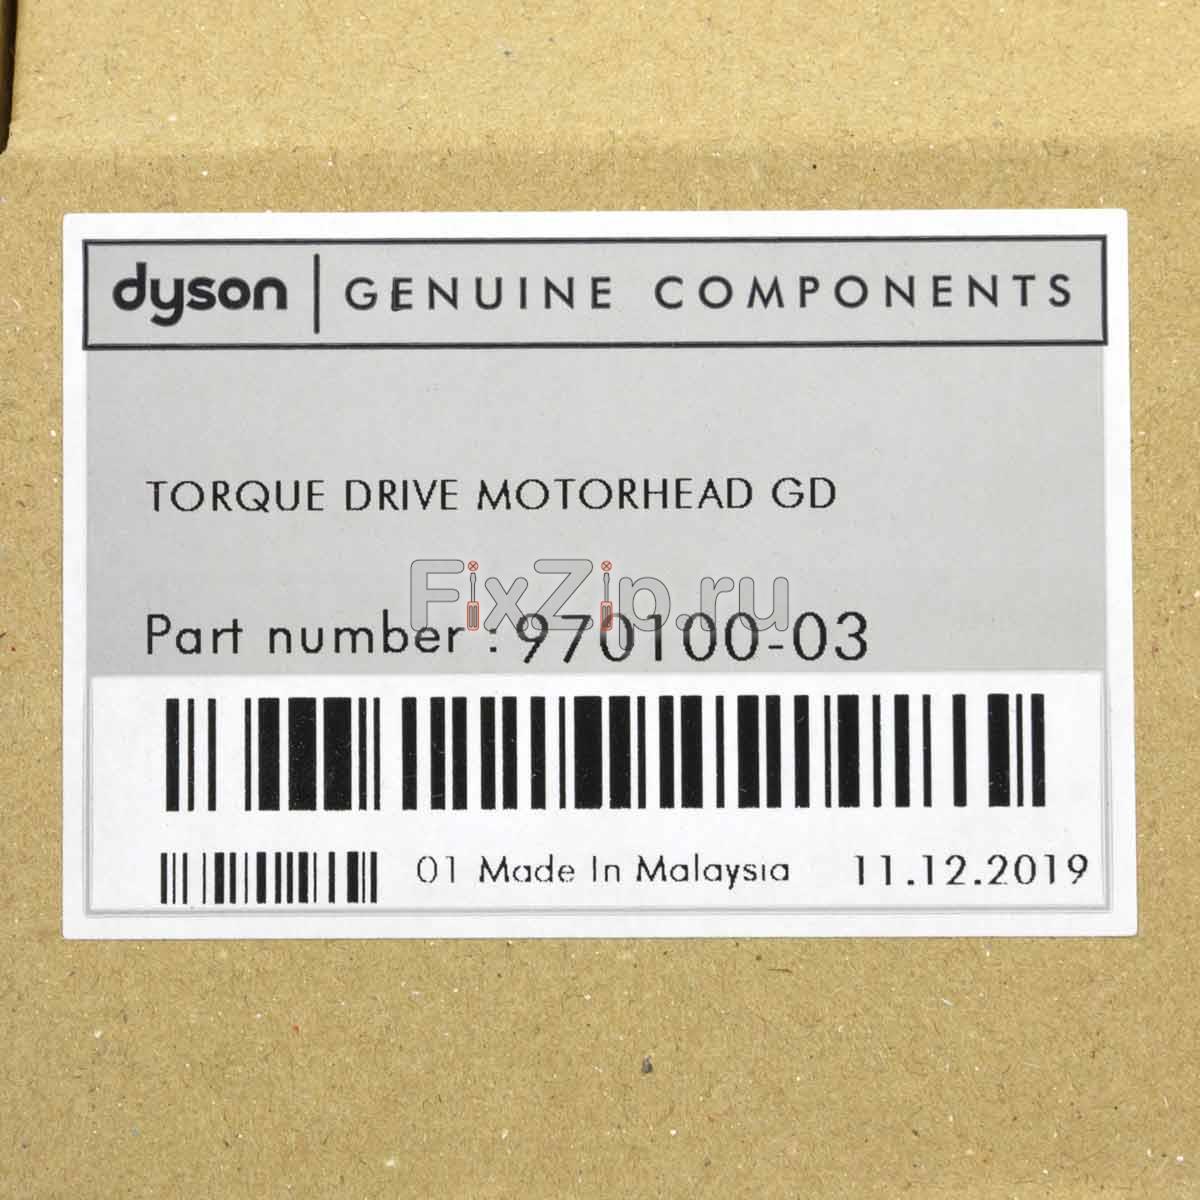 dyson | GENUINE COMPONENTS
TORQUE DRIVE MOTORHEAD GD
FixZip.ru
Part number : 970100-03
01 Made In Malaysia 11.12.2019